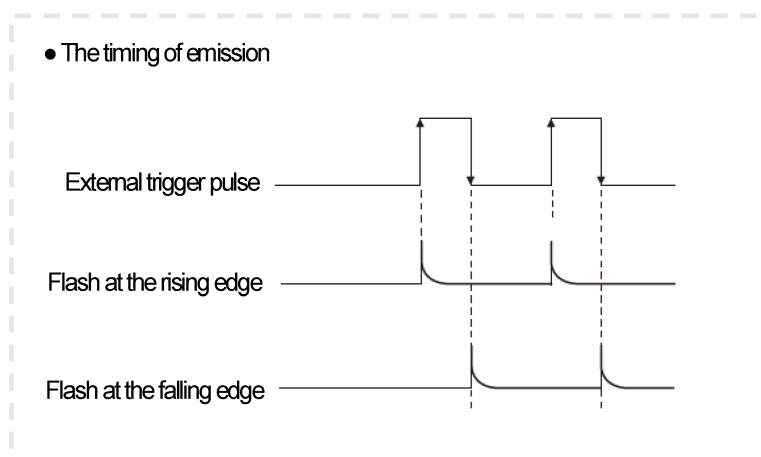 ● The timing of emission
External trigger pulse
Flash at the rising edge
Flash at the falling edge